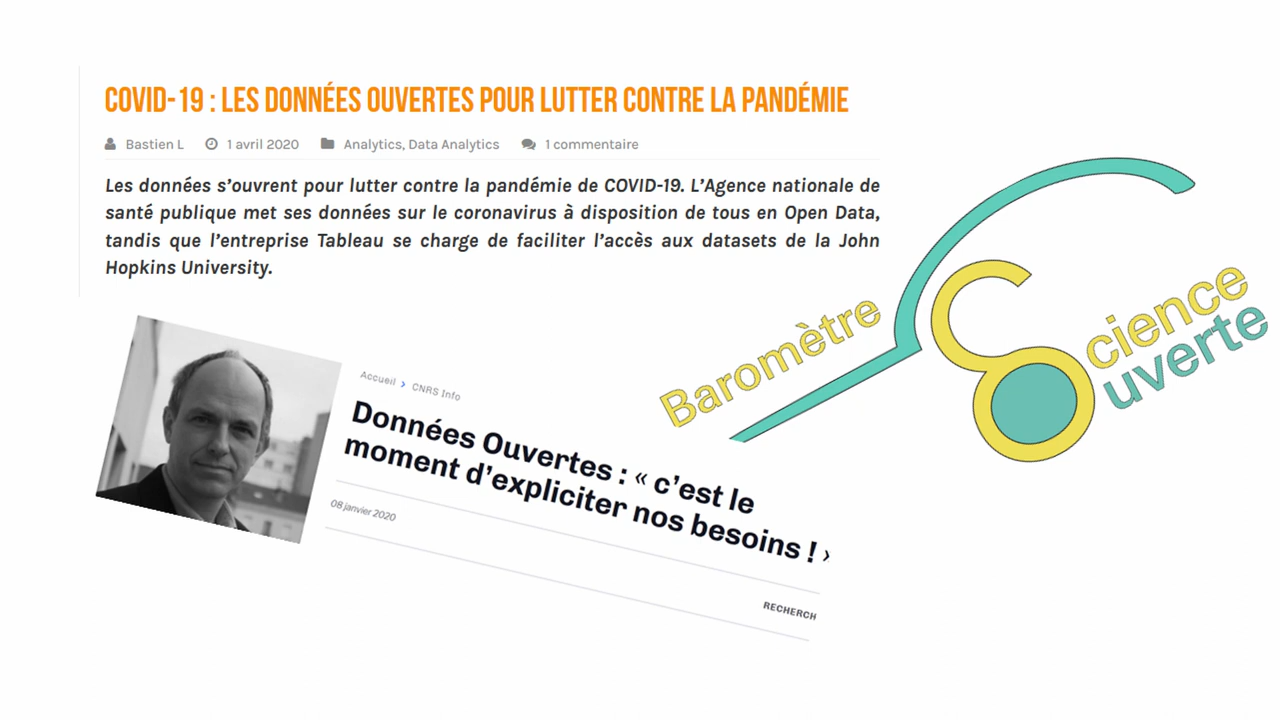 COVID-19 : LES DONNÉES OUVERTES POUR LUTTER CONTRE LA PANDÉMIE
Bastien L 1 avril 2020 Analytics, Data Analytics 1 commentaire
Les données s’ouvrent pour lutter contre la pandémie de COVID-19. L’Agence nationale de
santé publique met ses données sur le coronavirus à disposition de tous en Open Data,
tandis que l’entreprise Tableau se charge de faciliter l’accès aux datasets de la John
Hopkins University.
Baromètre
Science
Ouverte
Accueil › CNRS Info
Données Ouvertes : « c’est le
moment d’expliciter nos besoins ! ›
08 janvier 2020
RECHERCH